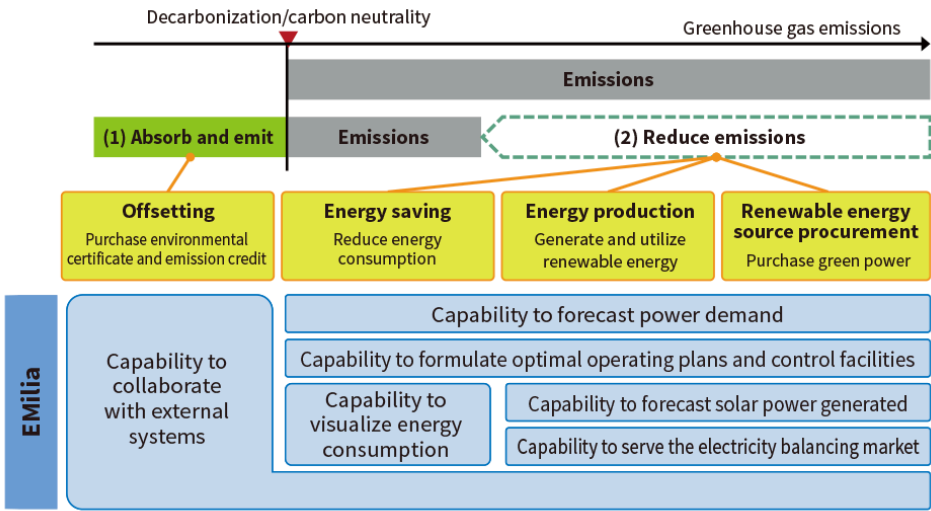 Decarbonization/carbon neutrality
Greenhouse gas emissions
Emissions
(1) Absorb and emit
Emissions
(2) Reduce emissions
Offsetting
Purchase environmental
certificate and emission credit
Energy saving
Reduce energy
consumption
Energy production
Generate and utilize
renewable energy
Renewable energy
source procurement
Purchase green power
EMilia
Capability to
collaborate
with external
systems
Capability to forecast power demand
Capability to formulate optimal operating plans and control facilities
Capability to
visualize energy
consumption
Capability to forecast solar power generated
Capability to serve the electricity balancing market